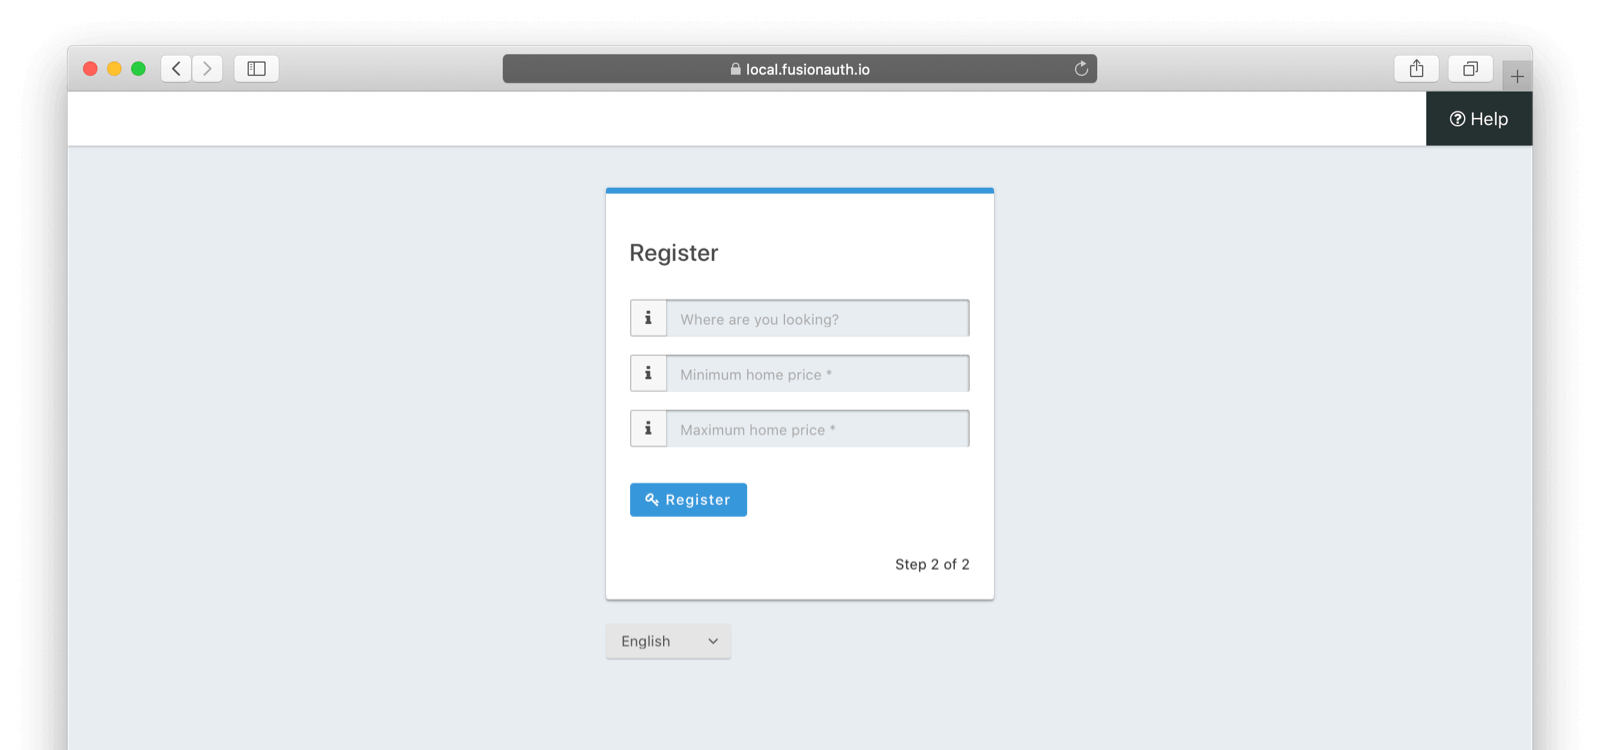 local.fusionauth.io
Help
Register
Where are you looking?
Minimum home price *
Maximum home price *
Register
Step 2 of 2
English